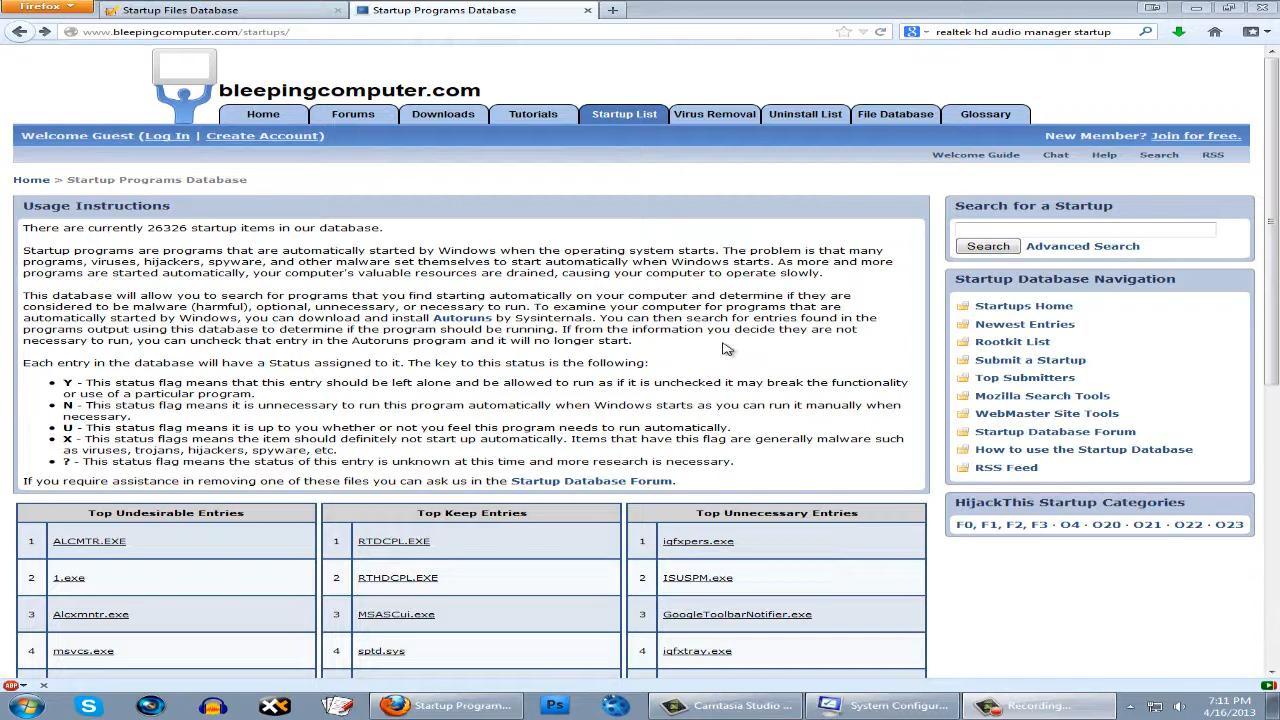 Firefox
Startup Files Database
Startup Programs Database
www.bleepingcomputer.com/startups/
realtek hd audio manager startup
bleepingcomputer.com
Home
Forums
Downloads
Tutorials
Startup List
Virus Removal
Uninstall List
File Database
Glossary
Welcome Guest (Log In | Create Account)
New Member? Join for free.
Welcome Guide
Chat
Help
Search
RSS
Home > Startup Programs Database
Usage Instructions
There are currently 26326 startup items in our database.
Startup programs are programs that are automatically started by Windows when the operating system starts. The problem is that many
programs, viruses, hijackers, spyware, and other malware set themselves to start automatically when Windows starts. As more and more
programs are started automatically, your computer's valuable resources are drained, causing your computer to operate slowly.
This database will allow you to search for programs that you find starting automatically on your computer and determine if they are
considered to be malware (harmful), optional, unnecessary, or necessary to run. To examine your computer for programs that are
automatically started by Windows, you can download and install Autoruns by Sysinternals. You can then search for entries found in the
programs output using this database to determine if the program should be running. If from the information you decide they are not
necessary to run, you can uncheck that entry in the Autoruns program and it will no longer start.
Each entry in the database will have a Status assigned to it. The key to this status is the following:
• Y - This status flag means that this entry should be left alone and be allowed to run as if it is unchecked it may break the functionality
or use of a particular program.
• N - This status flag means it is unnecessary to run this program automatically when Windows starts as you can run it manually when
necessary.
• U - This status flag means it is up to you whether or not you feel this program needs to run automatically.
• X - This status flags means the item should definitely not start up automatically. Items that have this flag are generally malware such
as viruses, trojans, hijackers, spyware, etc.
• ? - This status flag means the status of this entry is unknown at this time and more research is necessary.
If you require assistance in removing one of these files you can ask us in the Startup Database Forum.
Search for a Startup
Search
Advanced Search
Startup Database Navigation
Startups Home
Newest Entries
Rootkit List
Submit a Startup
Top Submitters
Mozilla Search Tools
WebMaster Site Tools
Startup Database Forum
How to use the Startup Database
RSS Feed
HijackThis Startup Categories
F0, F1, F2, F3 · O4 · O20 · O21 · O22 · O23
Top Undesirable Entries
1 ALCMTR.EXE
2 1.exe
3 Alcxmntr.exe
4 msvcs.exe
Top Keep Entries
1 RTDCPL.EXE
2 RTHDCPL.EXE
3 MSASCui.exe
4 sptd.sys
Top Unnecessary Entries
1 igfxpers.exe
2 ISUSPM.exe
3 GoogleToolbarNotifier.exe
4 igfxtray.exe
ABP
Startup Program...
Ps
Camtasia Studio ...
System Configur...
Recording...
7:11 PM
4/16/2013